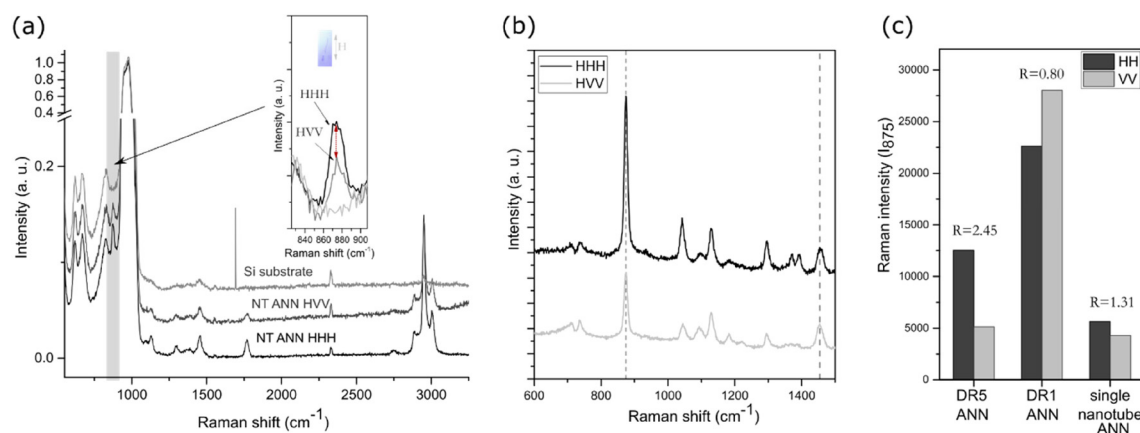 (a)
1.0
0.8
0.6
0.4
0.2
0.0
Intensity (a. u.)
1000
1500
2000
2500
3000
Raman shift (cm-1)
Si substrate
NT ANN HVV
NT ANN HHH
H
HHH
HVV
Intensity (a. u.)
840 860 880 900
Raman shift (cm-1)
(b)
HHH
HVV
Intensity (a. u.)
600 800 1000 1200 1400
Raman shift (cm-1)
(c)
HH
VV
Raman intensity (I875)
30000
25000
20000
15000
10000
5000
0
R=2.45
R=0.80
R=1.31
DR5 ANN
DR1 ANN
single nanotube ANN